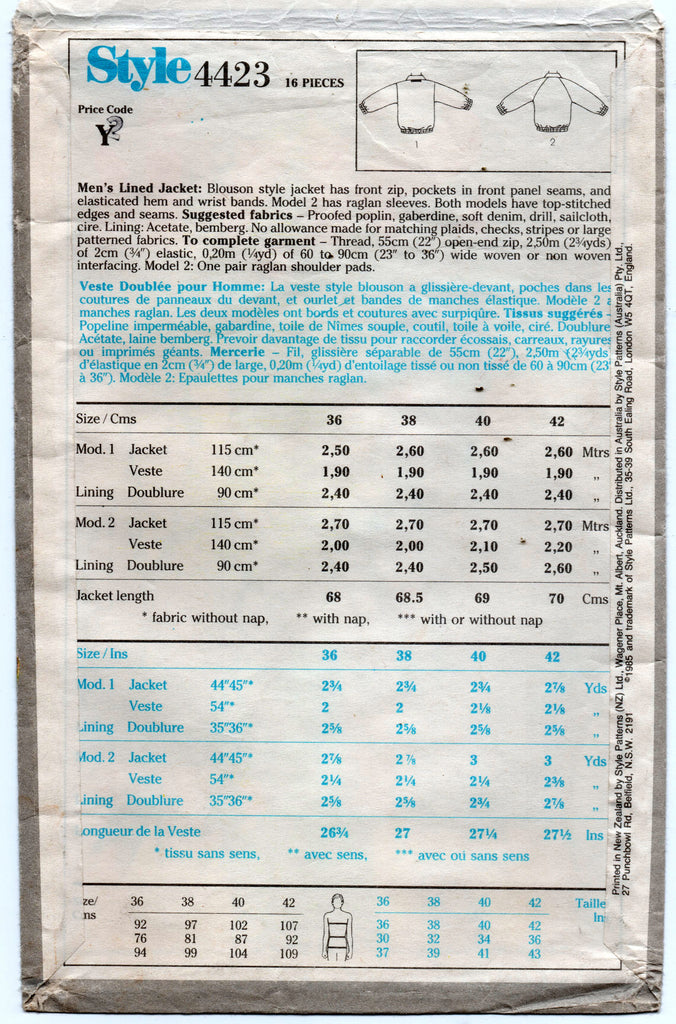 Style 4423 16 PIECES
Price Code
Y2
1 2
Men's Lined Jacket: Blouson style jacket has front zip, pockets in front panel seams, and
elasticated hem and wrist bands. Model 2 has raglan sleeves. Both models have top-stitched
edges and seams. Suggested fabrics – Proofed poplin, gaberdine, soft denim, drill, sailcloth,
cire. Lining: Acetate, bemberg. No allowance made for matching plaids, checks, stripes or large
patterned fabrics. To complete garment – Thread, 55cm (22") open-end zip, 2,50m (2¾yds)
of 2cm (¾") elastic, 0,20m (¼yd) of 60 to 90cm (23" to 36") wide woven or non woven
interfacing. Model 2: One pair raglan shoulder pads.
Veste Doublée pour Homme: La veste style blouson a glissière-devant, poches dans les
coutures de panneaux du devant, et ourlet et bandes de manches élastique. Modèle 2 a
manches raglan. Les deux modèles ont bords et coutures avec surpiqûre. Tissus suggérés –
Popeline imperméable, gabardine, toile de Nîmes souple, coutil, toile à voile, ciré. Doublure
Acétate, laine bemberg. Prevoir davantage de tissu pour raccorder écossais, carreaux, rayures
ou imprimés géants. Mercerie – Fil, glissière séparable de 55cm (22"), 2,50m (2¾yds
d'élastique en 2cm (¾") de large, 0,20m (¼yd) d'entoilage tissé ou non tissé de 60 à 90cm (23"
à 36"). Modèle 2: Epaulettes pour manches raglan.
Size / Cms 36 38 40 42
Mod. 1 Jacket 115 cm* 2,50 2,60 2,60 2,60 Mtrs
Veste 140 cm* 1,90 1,90 1,90 1,90 "
Lining Doublure 90 cm* 2,40 2,40 2,40 2,40 "
Mod. 2 Jacket 115 cm* 2,70 2,70 2,70 2,70 Mtrs
Veste 140 cm* 2,00 2,00 2,10 2,20 "
Lining Doublure 90 cm* 2,40 2,40 2,50 2,60 "
Jacket length 68 68.5 69 70 Cms
* fabric without nap, ** with nap, *** with or without nap
Size / Ins 36 38 40 42
Mod. 1 Jacket 44"45"* 2¾ 2¾ 2¾ 2⅞ Yds
Veste 54"* 2 2 2⅛ 2⅛ "
Lining Doublure 35"36"* 2⅝ 2⅝ 2⅝ 2⅝ "
Mod. 2 Jacket 44"45"* 2⅞ 2⅞ 3 3 Yds
Veste 54"* 2¼ 2¼ 2¼ 2⅜ "
ining Doublure 35"36"* 2⅝ 2⅝ 2¾ 2⅞ "
ongueur de la Veste 26¾ 27 27¼ 27½ Ins
* tissu sans sens, ** avec sens, *** avec ou sans sens
ze/ 36 38 40 42 36 38 40 42 Taille
ns In
92 97 102 107 36 38 40 42
76 81 87 92 30 32 34 36
94 99 104 109 37 39 41 43
Printed in New Zealand by Style Patterns (NZ) Ltd., Wagener Place, Mt. Albert, Auckland. Distributed in Australia by Style Patterns (Australia) Pty. Ltd.,
27 Punchbowl Rd, Belfield, N.S.W. 2191 ©1985 and trademark of Style Patterns Ltd., 35-39 South Ealing Road, London W5 4QT, England.